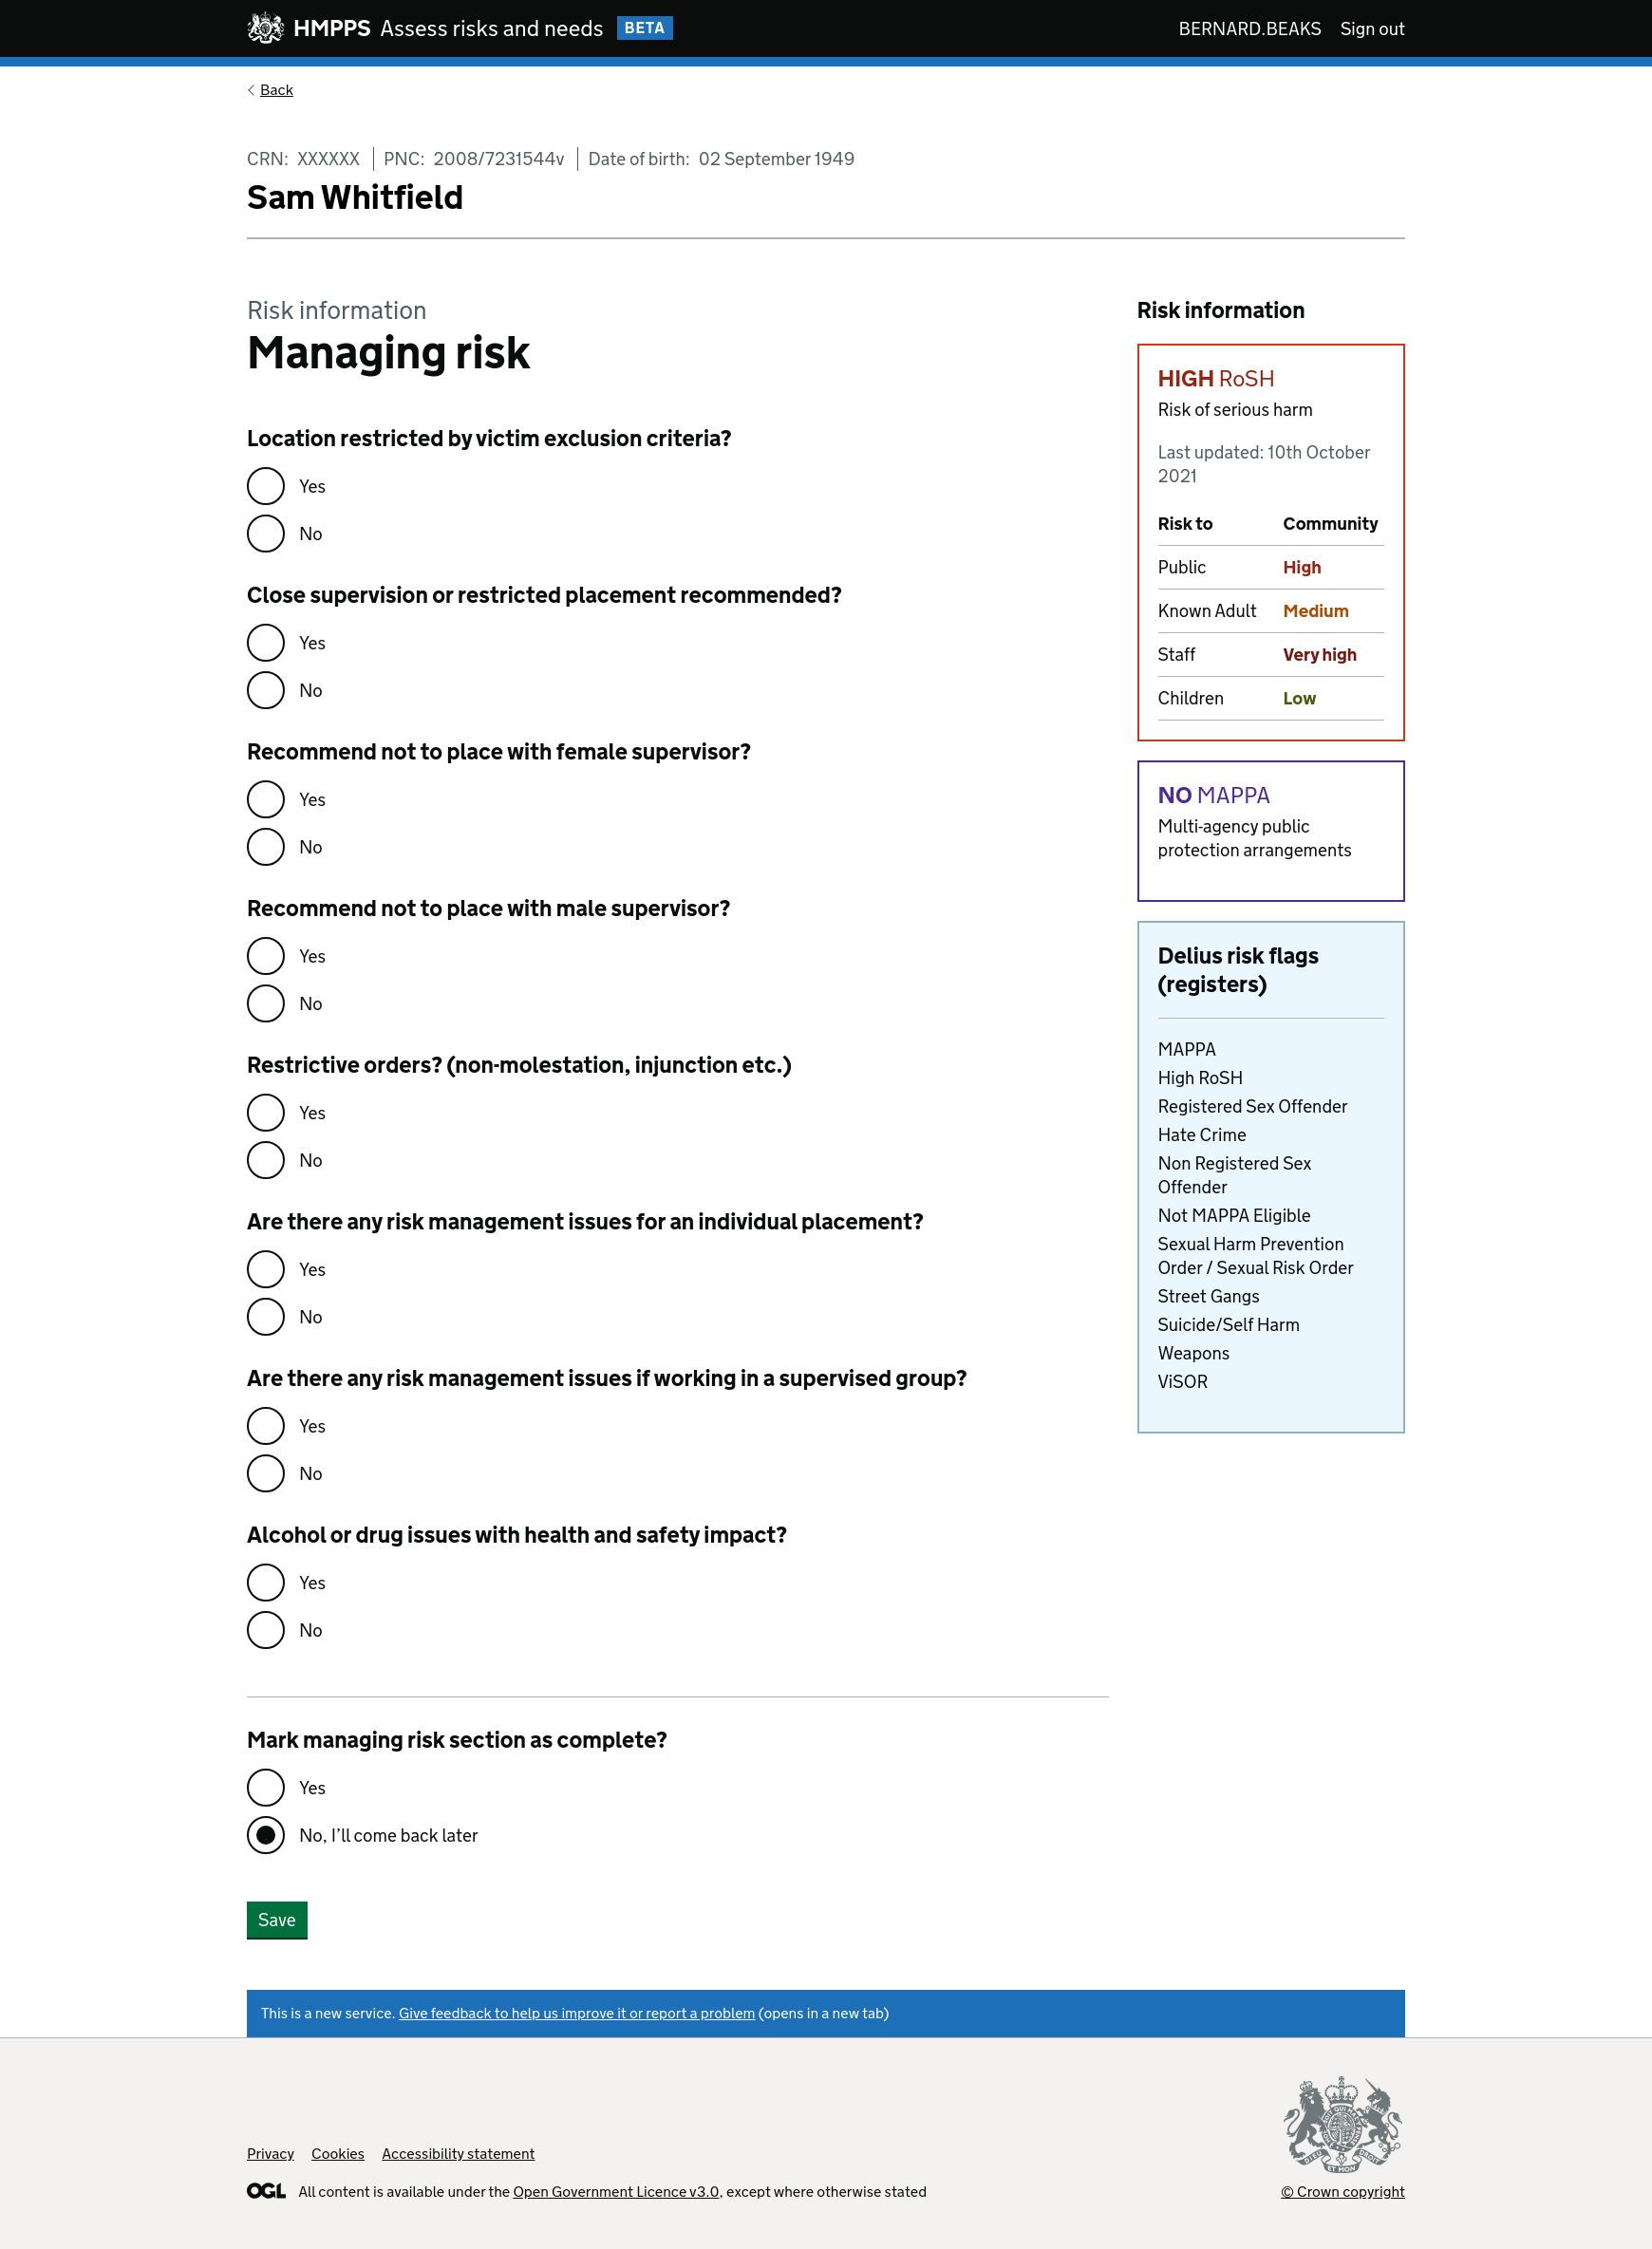 HMPPS Assess risks and needs BETA
BERNARD.BEAKS Sign out
Back
CRN: XXXXXX PNC: 2008/7231544v Date of birth: 02 September 1949
Sam Whitfield
Risk information
Managing risk
Location restricted by victim exclusion criteria?
Yes
No
Close supervision or restricted placement recommended?
Yes
No
Recommend not to place with female supervisor?
Yes
No
Recommend not to place with male supervisor?
Yes
No
Restrictive orders? (non-molestation, injunction etc.)
Yes
No
Are there any risk management issues for an individual placement?
Yes
No
Are there any risk management issues if working in a supervised group?
Yes
No
Alcohol or drug issues with health and safety impact?
Yes
No
Mark managing risk section as complete?
Yes
No, I’ll come back later
Save
Risk information
HIGH RoSH
Risk of serious harm
Last updated: 10th October
2021
Risk to Community
Public High
Known Adult Medium
Staff Very high
Children Low
NO MAPPA
Multi-agency public
protection arrangements
Delius risk flags
(registers)
MAPPA
High RoSH
Registered Sex Offender
Hate Crime
Non Registered Sex
Offender
Not MAPPA Eligible
Sexual Harm Prevention
Order / Sexual Risk Order
Street Gangs
Suicide/Self Harm
Weapons
ViSOR
This is a new service. Give feedback to help us improve it or report a problem (opens in a new tab)
Privacy Cookies Accessibility statement
OGL All content is available under the Open Government Licence v3.0, except where otherwise stated
© Crown copyright